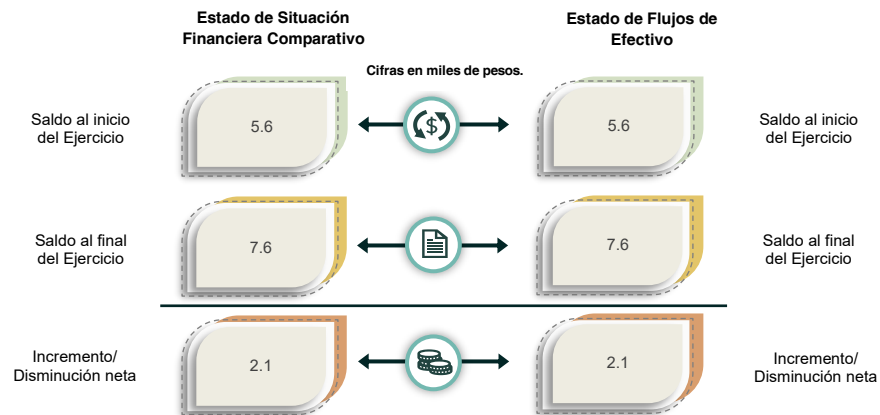 Estado de Situación
Financiera Comparativo
Estado de Flujos de
Efectivo
Cifras en miles de pesos.
Saldo al inicio
del Ejercicio
5.6
$
5.6
Saldo al inicio
del Ejercicio
Saldo al final
del Ejercicio
7.6
7.6
Saldo al final
del Ejercicio
Incremento/
Disminución neta
2.1
2.1
Incremento/
Disminución neta